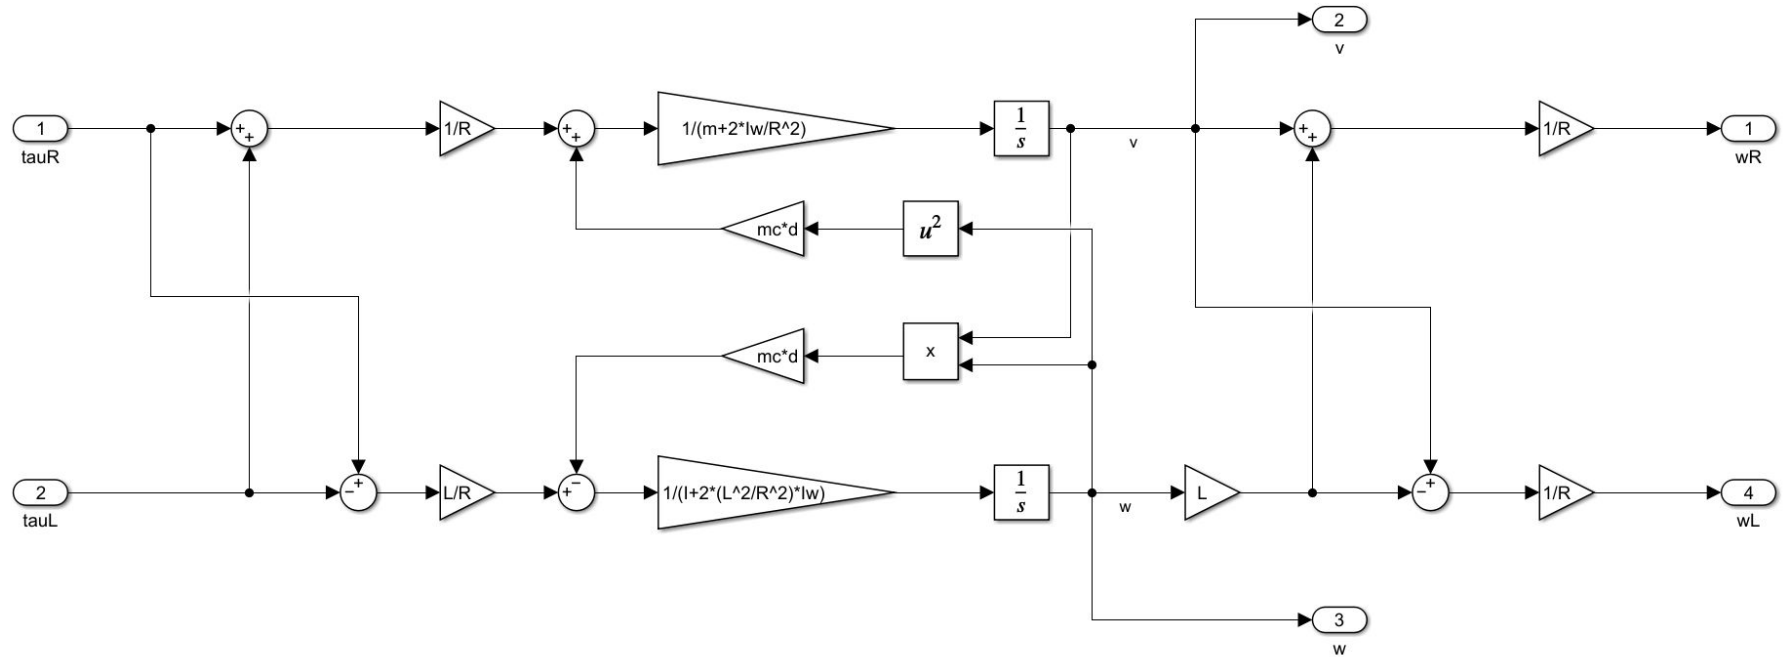 2
v
1
tauR
+
+
1/R
+
+
1/(m+2*Iw/R^2)
1
s
v
+
+
1/R
1
wR
mc*d
u²
mc*d
x
2
tauL
−
+
L/R
+
−
1/(I+2*(L^2/R^2)*Iw)
1
s
w
L
−
+
1/R
4
wL
3
w